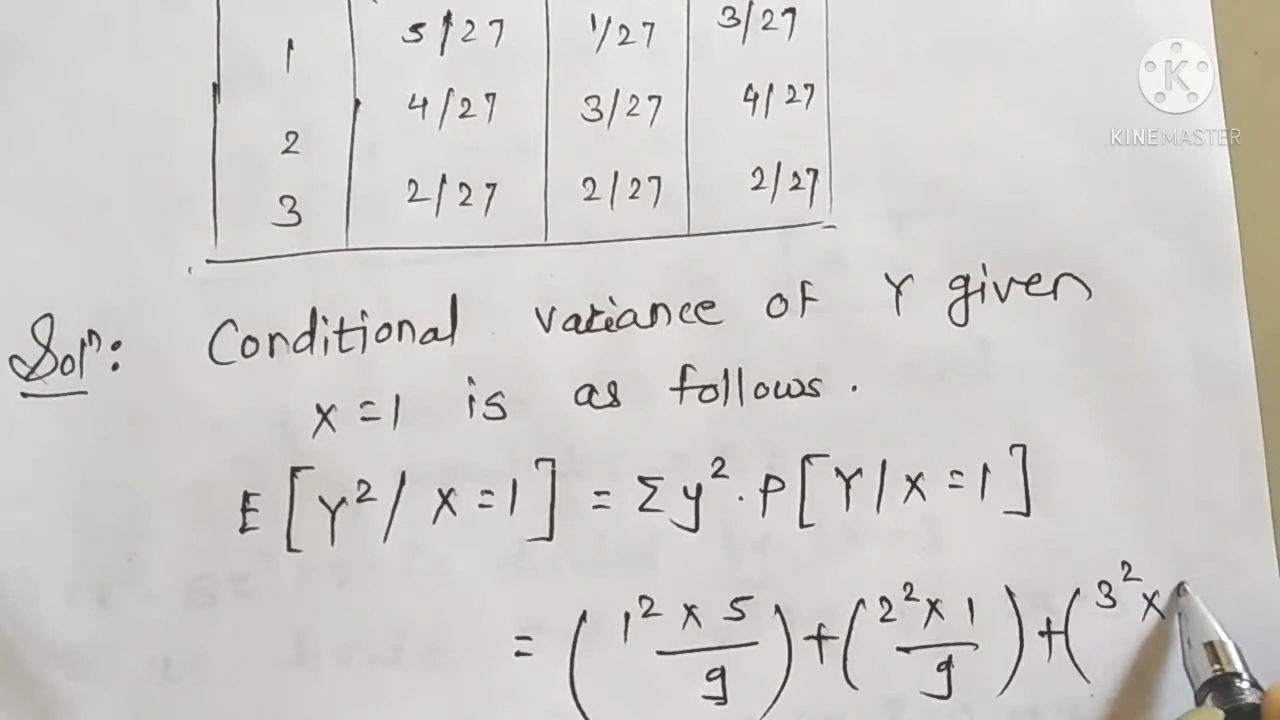 5/27 1/27 3/27
1
4/27 3/27 4/27
2
2/27 2/27 2/27
3
KINEMASTER
Solⁿ: Conditional variance of Y given
X=1 is as follows.
E[Y²/X=1] = Σy².P[Y/X=1]
= (1² x 5/9) + (2² x 1/9) + (3² x